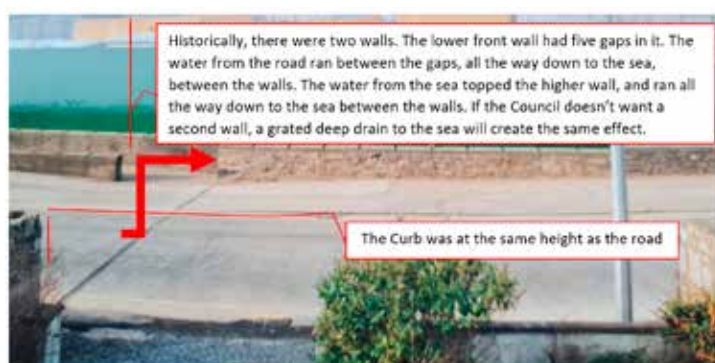 Historically, there were two walls. The lower front wall had five gaps in it. The
water from the road ran between the gaps, all the way down to the sea,
between the walls. The water from the sea topped the higher wall, and ran all
the way down to the sea between the walls. If the Council doesn't want a
second wall, a grated deep drain to the sea will create the same effect.
The Curb was at the same height as the road